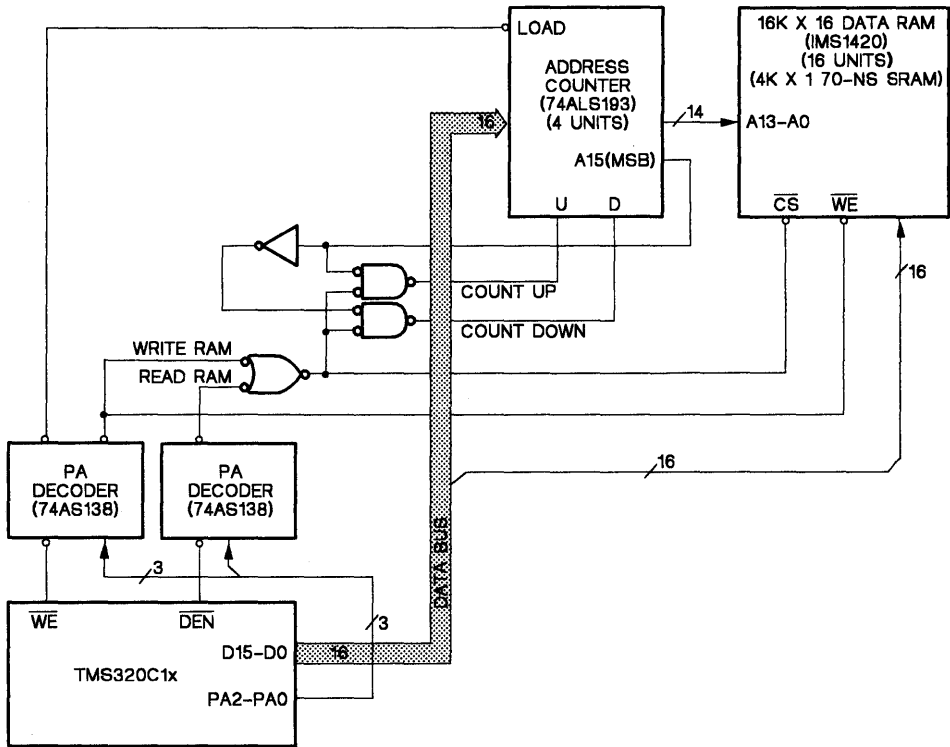 LOAD
ADDRESS
COUNTER
(74ALS193)
(4 UNITS)
16
A15(MSB)
U
D
14
16K X 16 DATA RAM
(IMS1420)
(16 UNITS)
(4K X 1 70-NS SRAM)
A13-A0
CS
WE
16
COUNT UP
COUNT DOWN
WRITE RAM
READ RAM
PA
DECODER
(74AS138)
PA
DECODER
(74AS138)
16
DATA BUS
3
3
WE
DEN
D15-D0
16
TMS320C1x
PA2-PA0